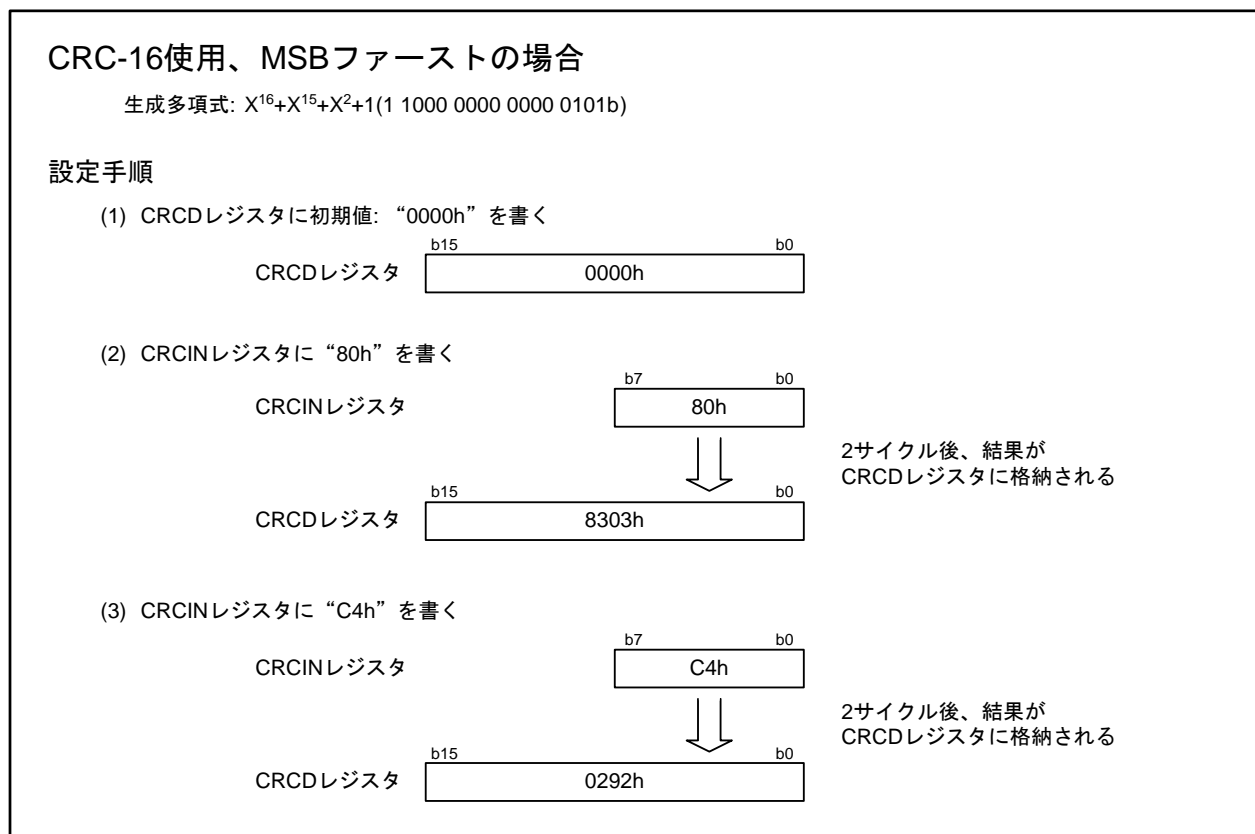 CRC-16使用、MSBファーストの場合
生成多項式: X¹⁶+X¹⁵+X²+1(1 1000 0000 0000 0101b)
設定手順
(1) CRCDレジスタに初期値: “0000h”を書く
b15 b0
CRCDレジスタ 0000h
(2) CRCINレジスタに“80h”を書く
b7 b0
CRCINレジスタ 80h
2サイクル後、結果が
CRCDレジスタに格納される
b15 b0
CRCDレジスタ 8303h
(3) CRCINレジスタに“C4h”を書く
b7 b0
CRCINレジスタ C4h
2サイクル後、結果が
CRCDレジスタに格納される
b15 b0
CRCDレジスタ 0292h